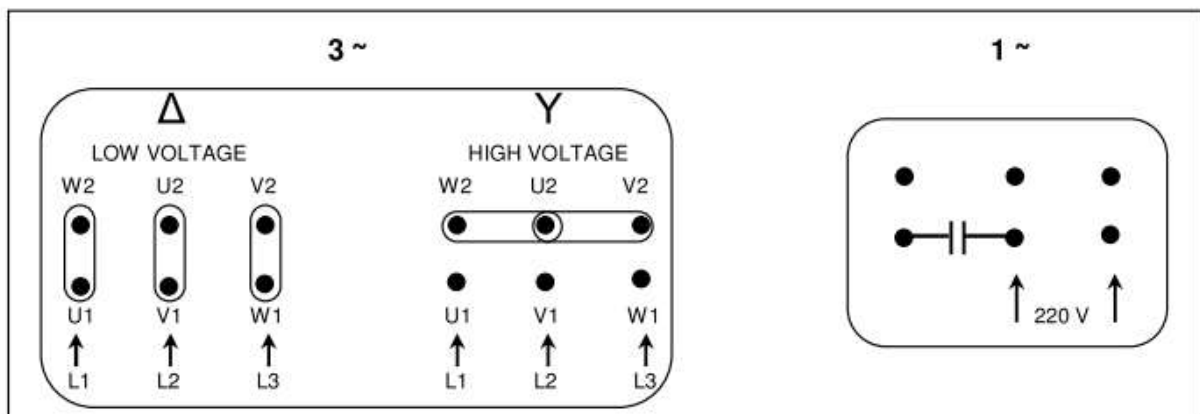 3 ~
1 ~
Δ
Y
LOW VOLTAGE
HIGH VOLTAGE
W2 U2 V2
W2 U2 V2
U1 V1 W1
U1 V1 W1
220 V
L1 L2 L3
L1 L2 L3